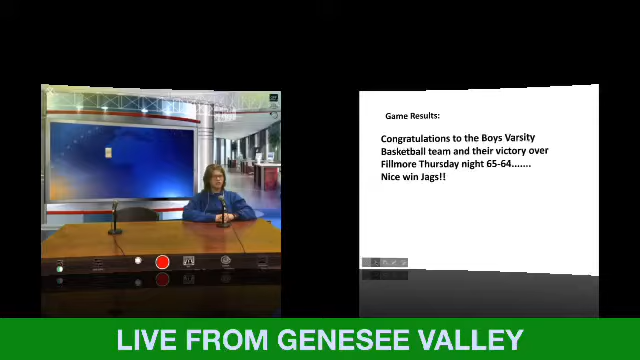 Game Results:
Congratulations to the Boys Varsity
Basketball team and their victory over
Fillmore Thursday night 65-64.......
Nice win Jags!!
LIVE FROM GENESEE VALLEY